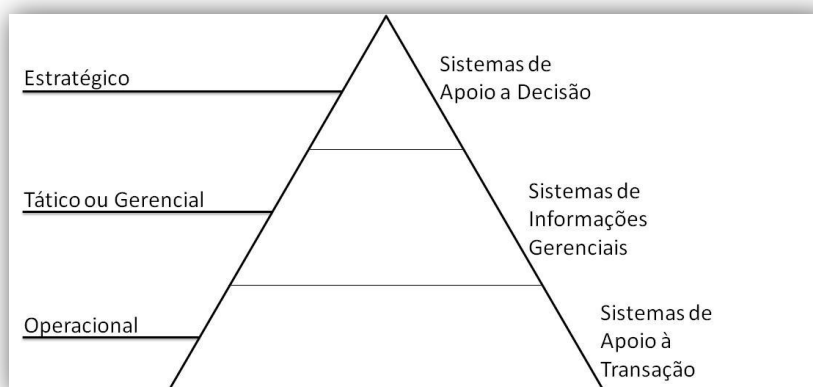 Estratégico
Sistemas de
Apoio a Decisão
Tático ou Gerencial
Sistemas de
Informações
Gerenciais
Operacional
Sistemas de
Apoio à
Transação